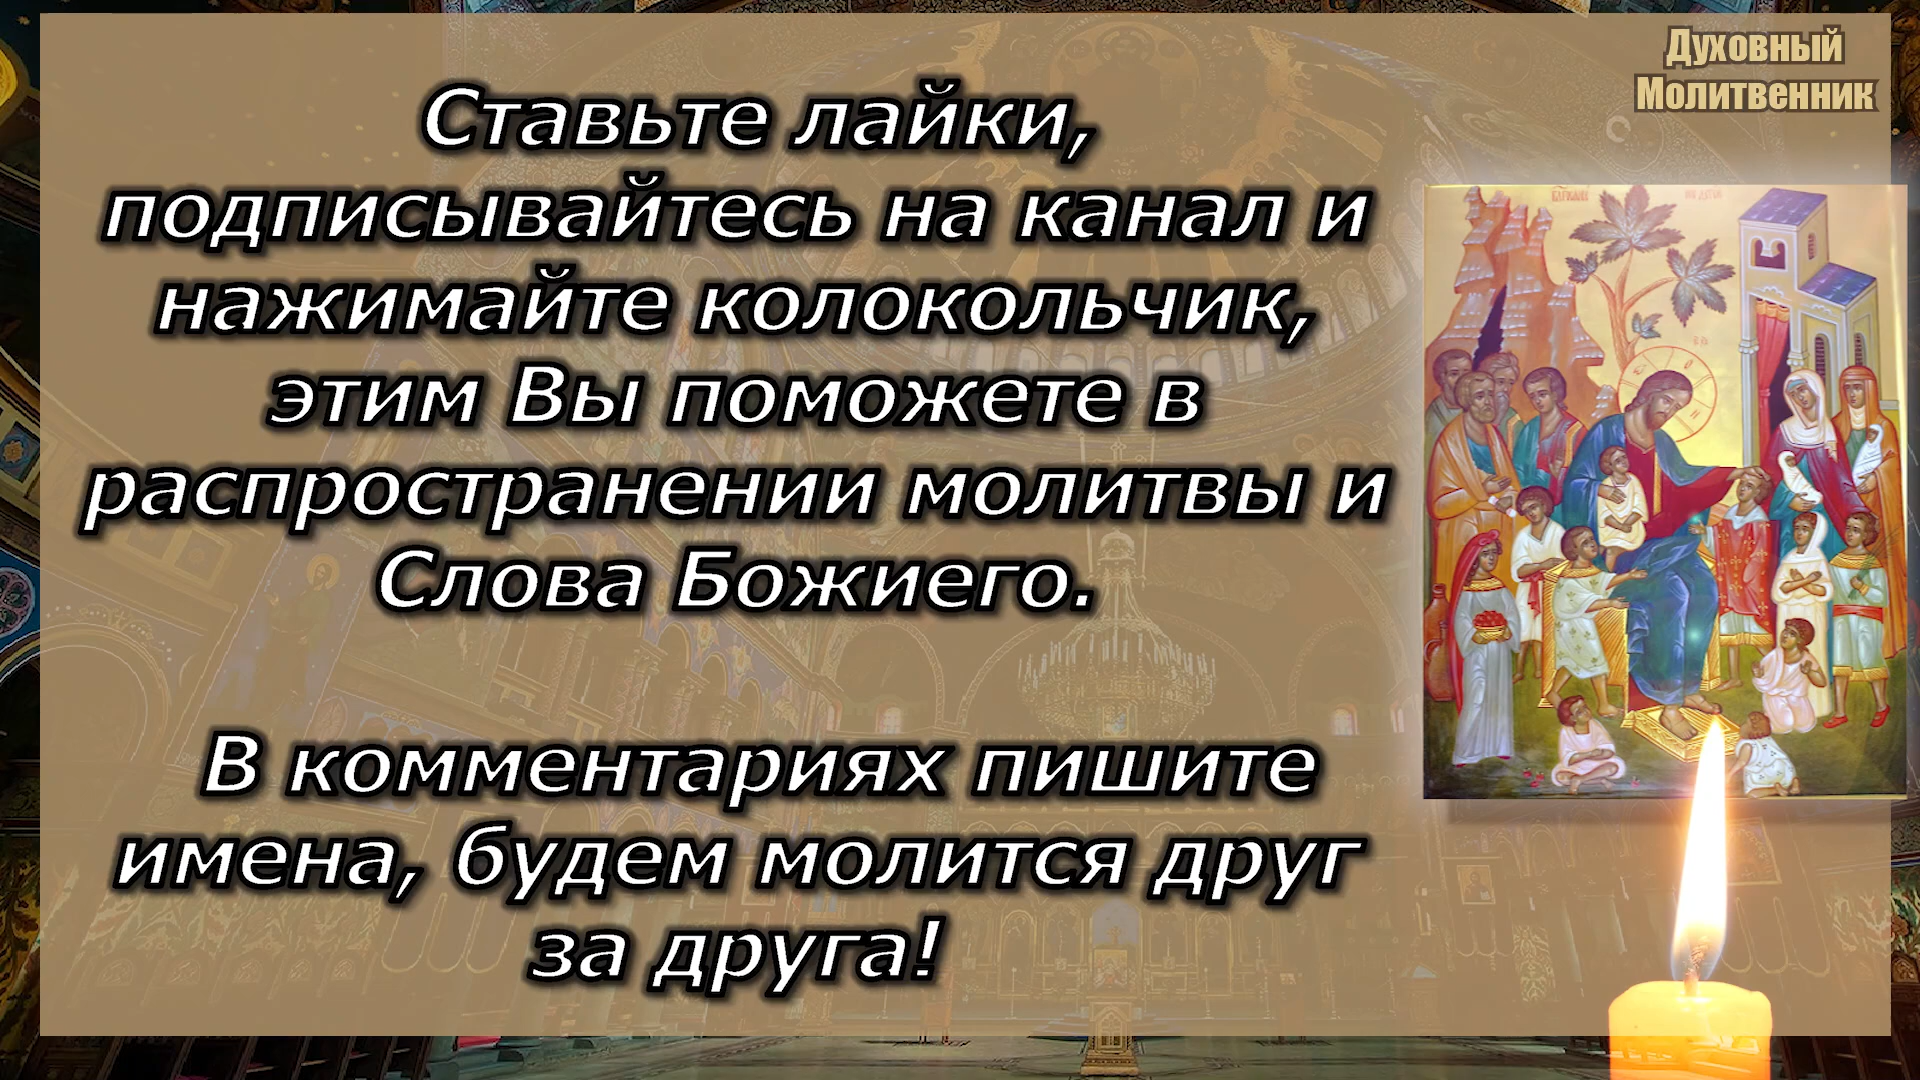 Духовный
Молитвенник
Ставьте лайки,
подписывайтесь на канал и
нажимайте колокольчик,
этим Вы поможете в
распространении молитвы и
Слова Божиего.
В комментариях пишите
имена, будем молится друг
за друга!